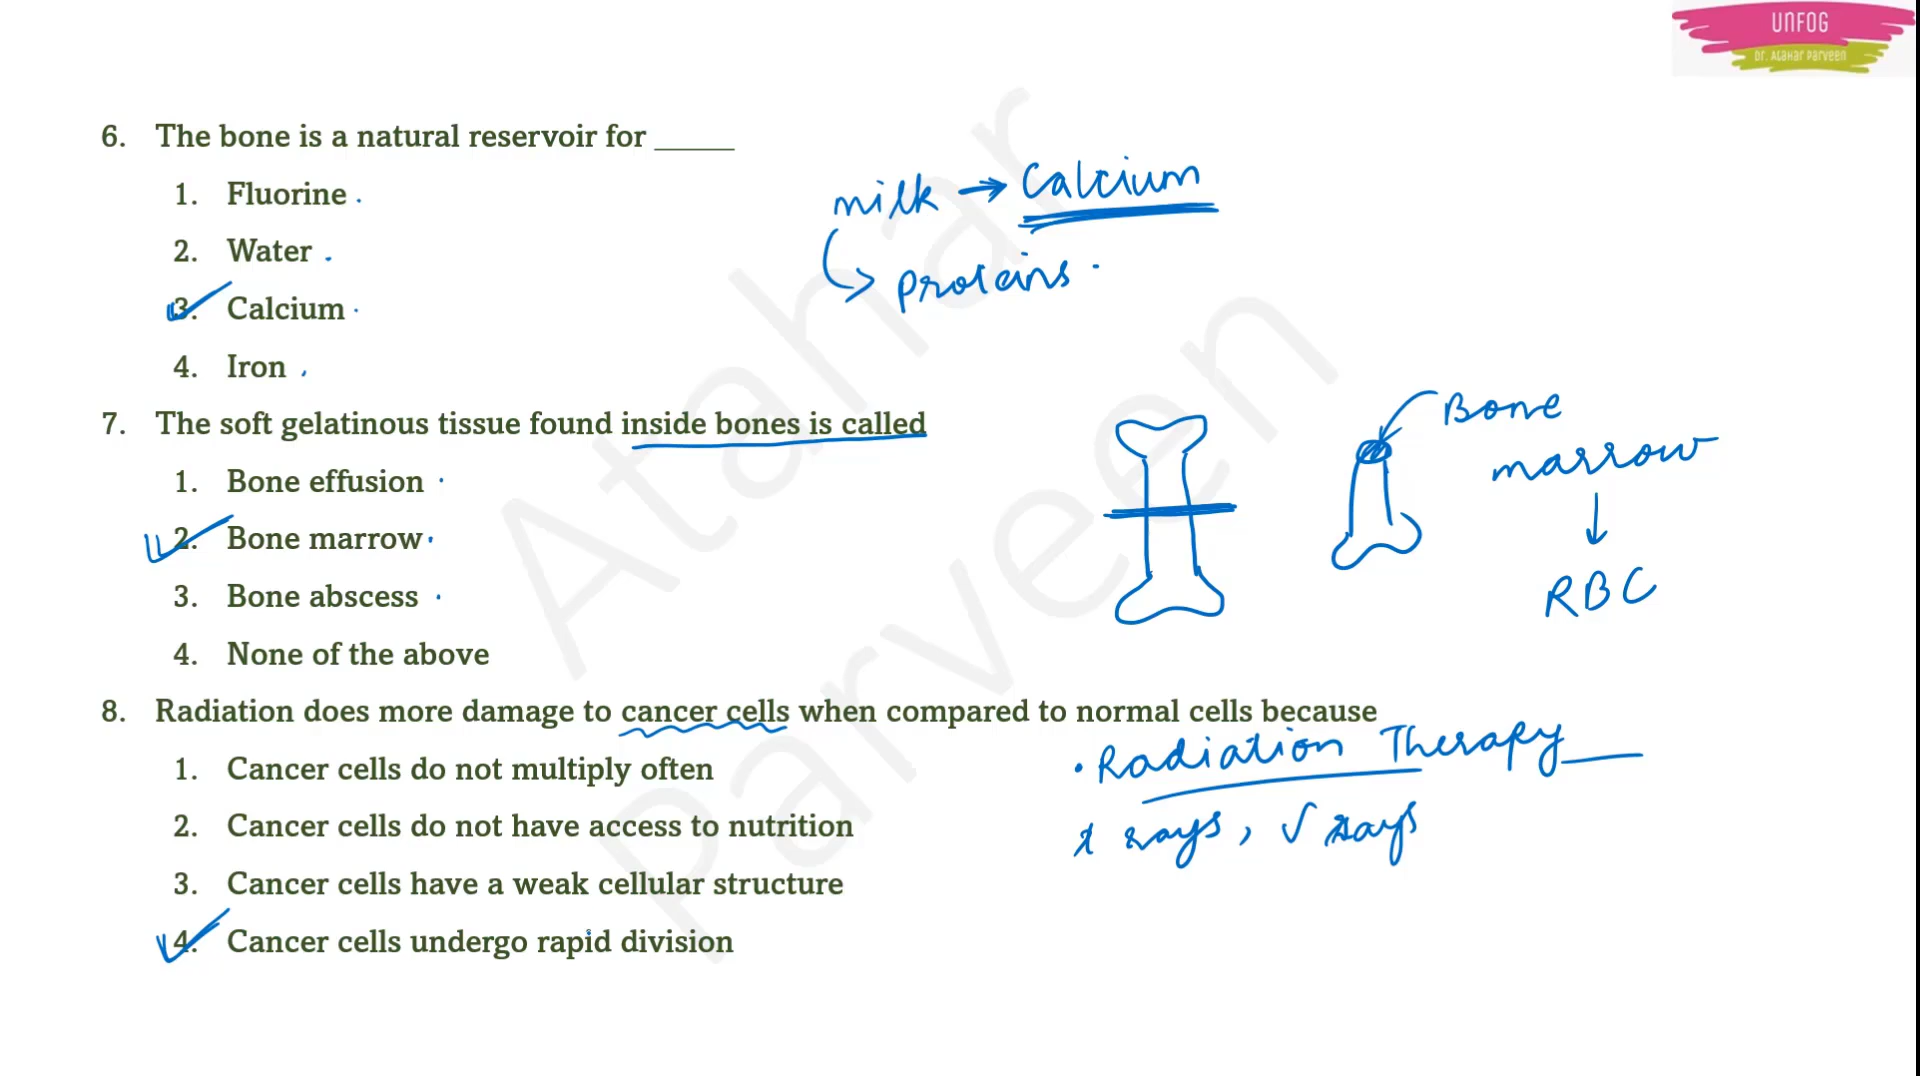 UNFOG
Dr. Atahar Parveen
6. The bone is a natural reservoir for _____
1. Fluorine
2. Water
3. Calcium
4. Iron
milk → Calcium
proteins
7. The soft gelatinous tissue found inside bones is called
1. Bone effusion
2. Bone marrow
3. Bone abscess
4. None of the above
Bone
marrow
RBC
8. Radiation does more damage to cancer cells when compared to normal cells because
1. Cancer cells do not multiply often
2. Cancer cells do not have access to nutrition
3. Cancer cells have a weak cellular structure
4. Cancer cells undergo rapid division
Radiation Therapy
x rays, γ rays
Atahar
Parveen